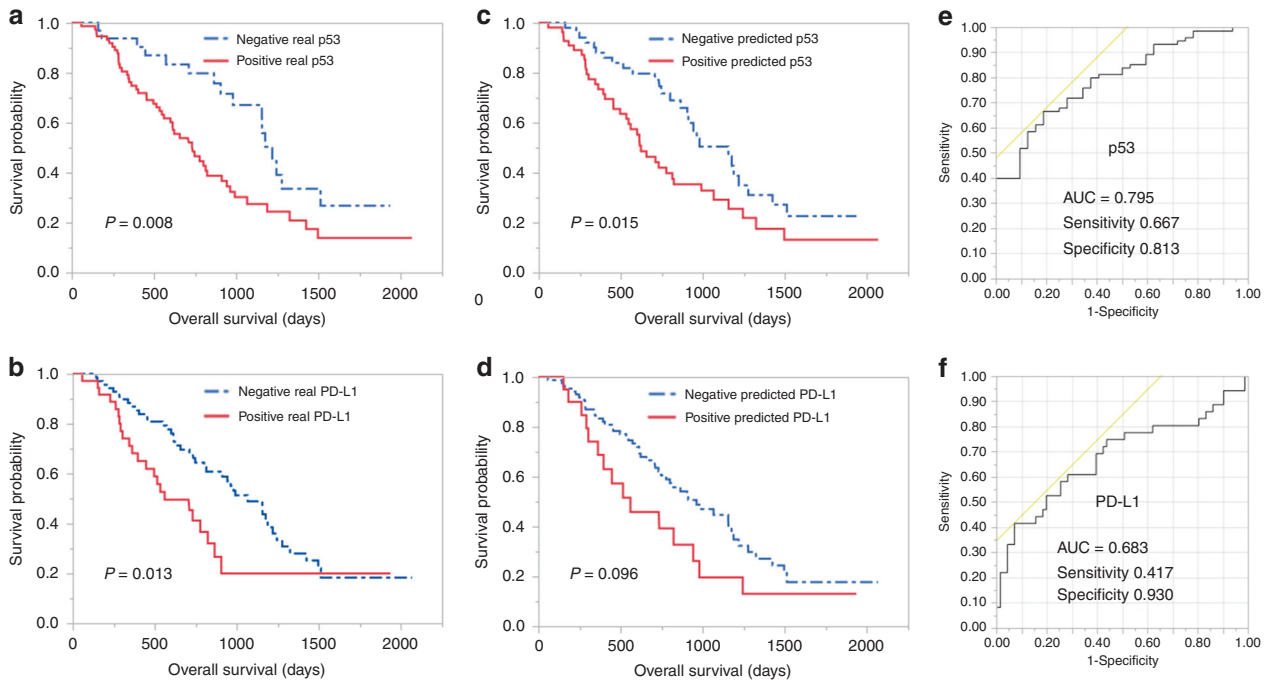 a
1.0
0.8
0.6
0.4
0.2
0.0
Survival probability
Negative real p53
Positive real p53
P = 0.008
0 500 1000 1500 2000
Overall survival (days)
c
1.0
0.8
0.6
0.4
0.2
0.0
0
Survival probability
Negative predicted p53
Positive predicted p53
P = 0.015
0 500 1000 1500 2000
Overall survival (days)
e
1.00
0.90
0.80
0.70
0.60
0.50
0.40
0.30
0.20
0.10
0.00
Sensitivity
p53
AUC = 0.795
Sensitivity 0.667
Specificity 0.813
0.00 0.20 0.40 0.60 0.80 1.00
1-Specificity
b
1.0
0.8
0.6
0.4
0.2
0.0
Survival probability
Negative real PD-L1
Positive real PD-L1
P = 0.013
0 500 1000 1500 2000
Overall survival (days)
d
1.0
0.8
0.6
0.4
0.2
0.0
Survival probability
Negative predicted PD-L1
Positive predicted PD-L1
P = 0.096
0 500 1000 1500 2000
Overall survival (days)
f
1.00
0.90
0.80
0.70
0.60
0.50
0.40
0.30
0.20
0.10
0.00
Sensitivity
PD-L1
AUC = 0.683
Sensitivity 0.417
Specificity 0.930
0.00 0.20 0.40 0.60 0.80 1.00
1-Specificity